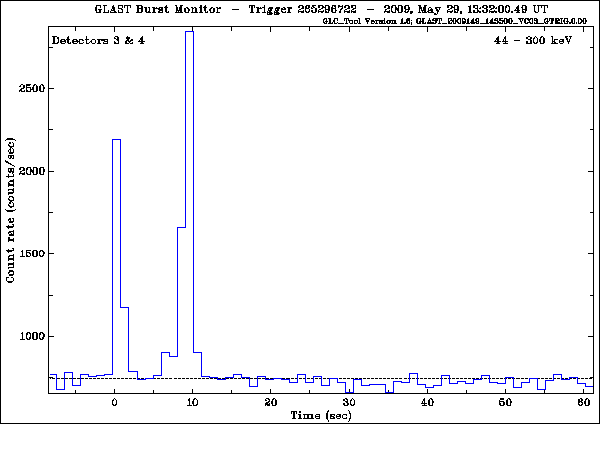 GLAST Burst Monitor − Trigger 265296722 − 2009, May 29, 13:32:00.49 UT
GLC_Tool Version 1.6; GLAST_2009149_143500_VC03_GTRIG.0.00
Detectors 3 & 4
44 − 300 keV
Count rate (counts/sec)
2500
2000
1500
1000
0 10 20 30 40 50 60
Time (sec)